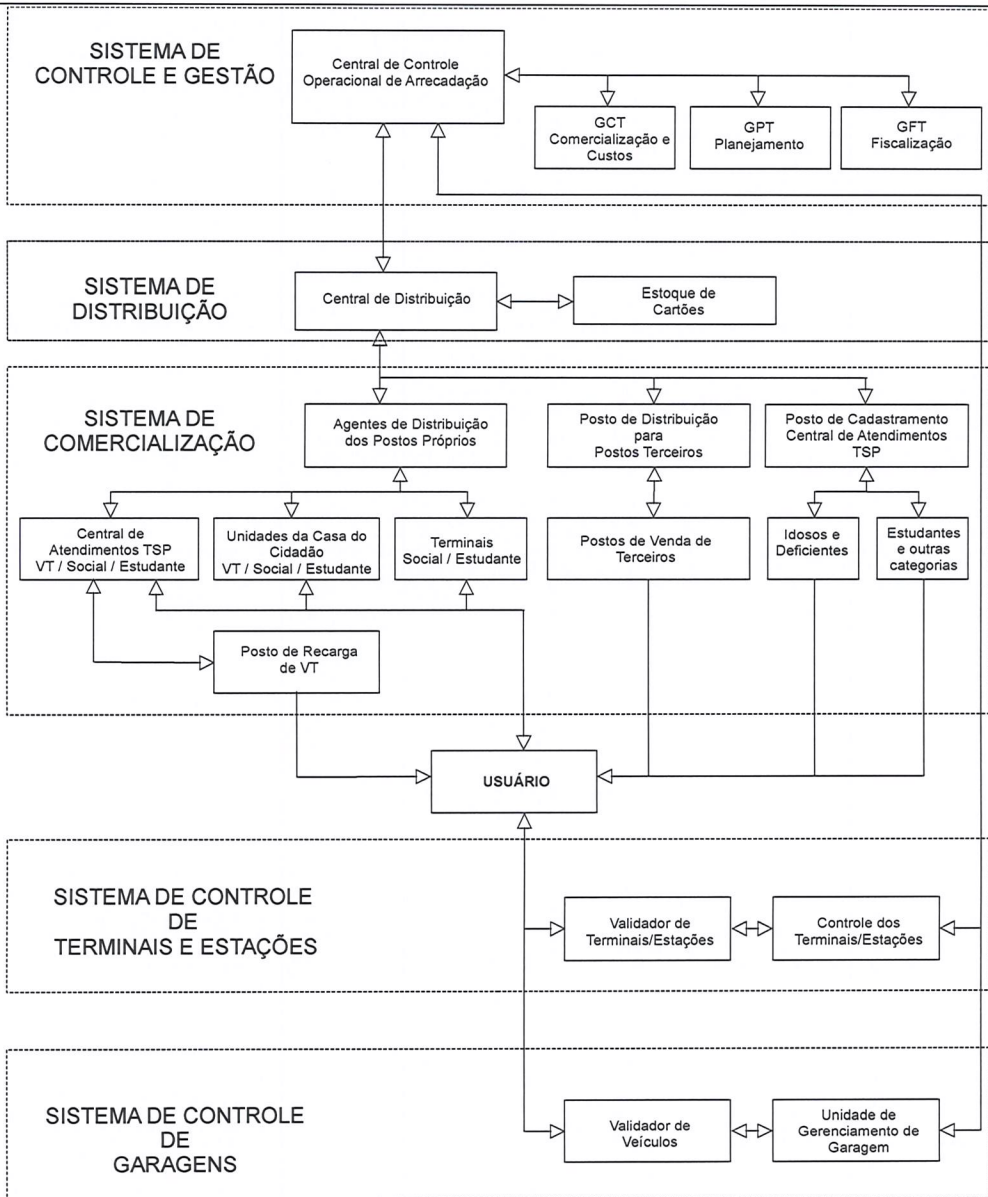 SISTEMA DE
CONTROLE E GESTÃO
Central de Controle
Operacional de Arrecadação
GCT
Comercialização e
Custos
GPT
Planejamento
GFT
Fiscalização
SISTEMA DE
DISTRIBUIÇÃO
Central de Distribuição
Estoque de
Cartões
SISTEMA DE
COMERCIALIZAÇÃO
Agentes de Distribuição
dos Postos Próprios
Posto de Distribuição
para
Postos Terceiros
Posto de Cadastramento
Central de Atendimentos
TSP
Central de
Atendimentos TSP
VT / Social / Estudante
Unidades da Casa do
Cidadão
VT / Social / Estudante
Terminais
Social / Estudante
Postos de Venda de
Terceiros
Idosos e
Deficientes
Estudantes
e outras
categorias
Posto de Recarga
de VT
USUÁRIO
SISTEMA DE CONTROLE
DE
TERMINAIS E ESTAÇÕES
Validador de
Terminais/Estações
Controle dos
Terminais/Estações
SISTEMA DE CONTROLE
DE
GARAGENS
Validador de
Veículos
Unidade de
Gerenciamento de
Garagem